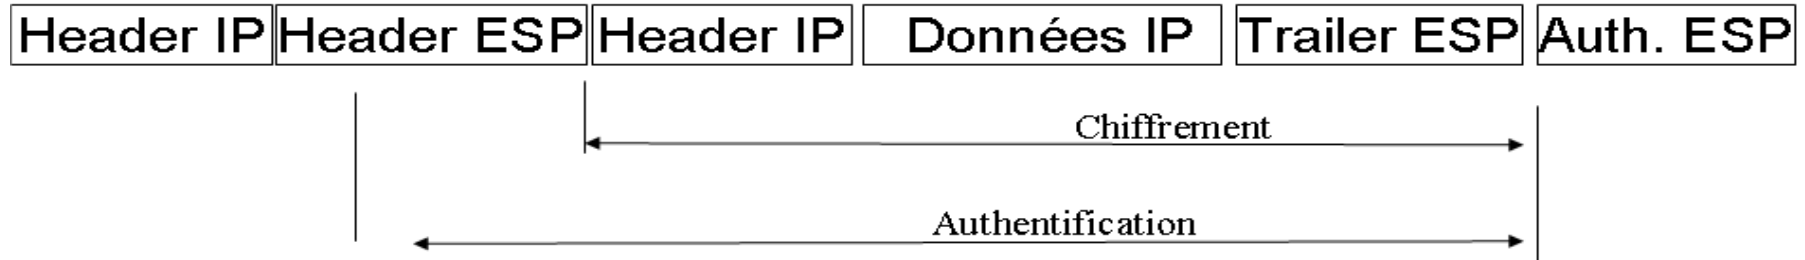 Header IP Header ESP Header IP Données IP Trailer ESP Auth. ESP
Chiffrement
Authentification